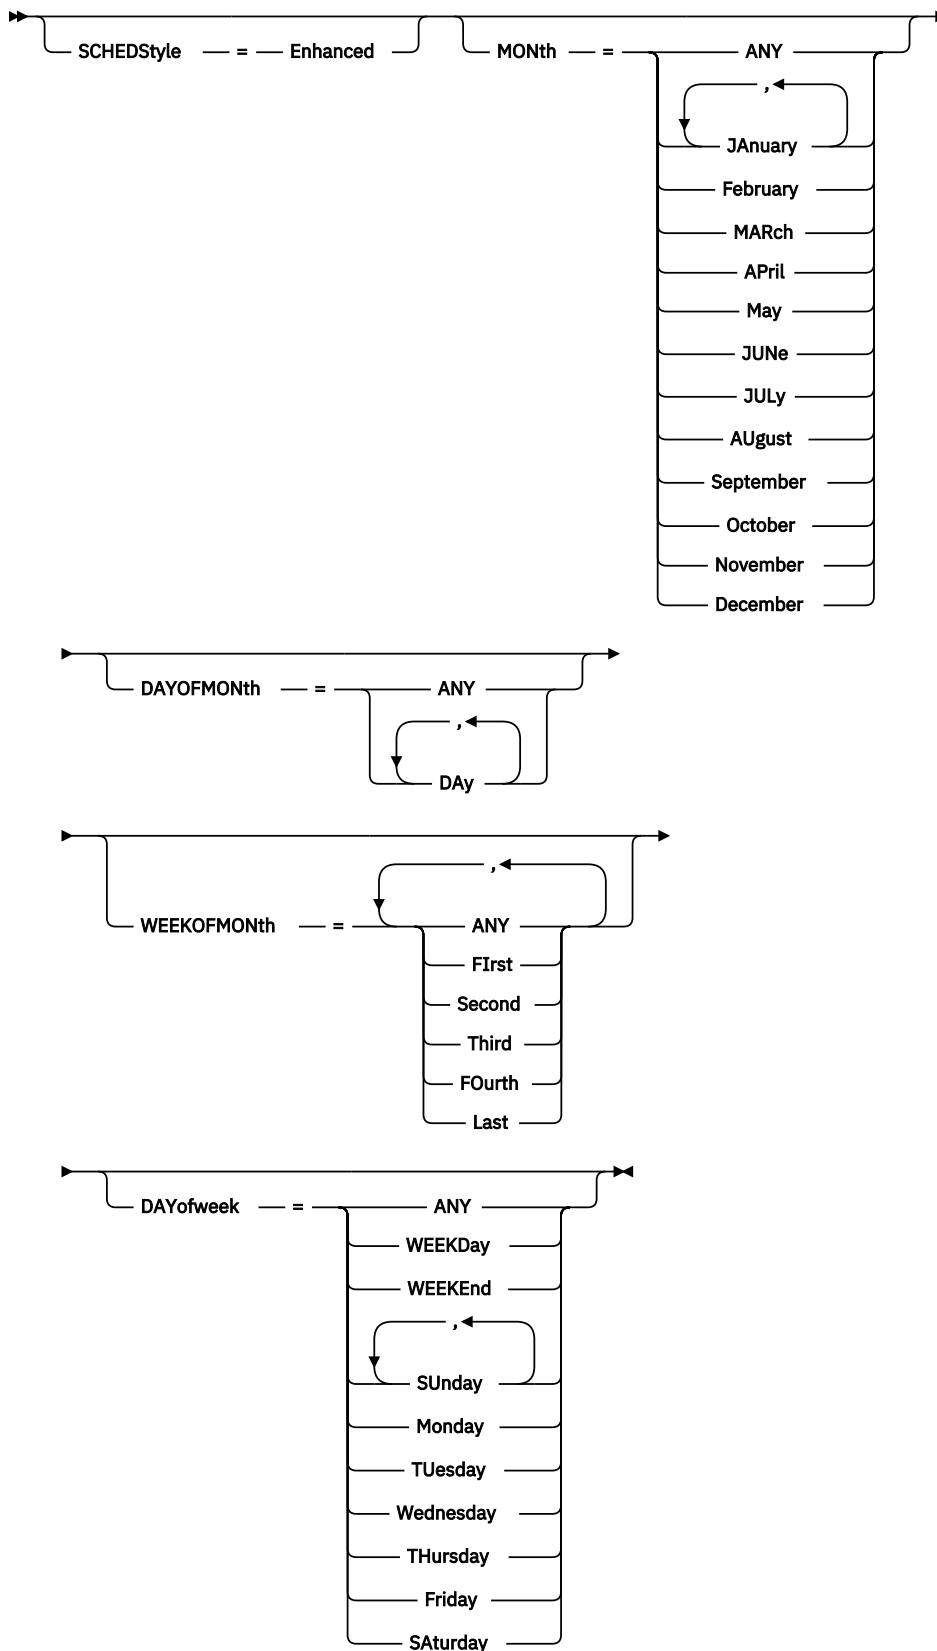 SCHEDStyle = Enhanced MONth = ANY
,
JAnuary
February
MARch
APril
May
JUNe
JULy
AUgust
September
October
November
December
DAYOFMONth = ANY
,
DAy
,
WEEKOFMONth = ANY
FIrst
Second
Third
FOurth
Last
DAYofweek = ANY
WEEKDay
WEEKEnd
,
SUnday
Monday
TUesday
Wednesday
THursday
Friday
SAturday